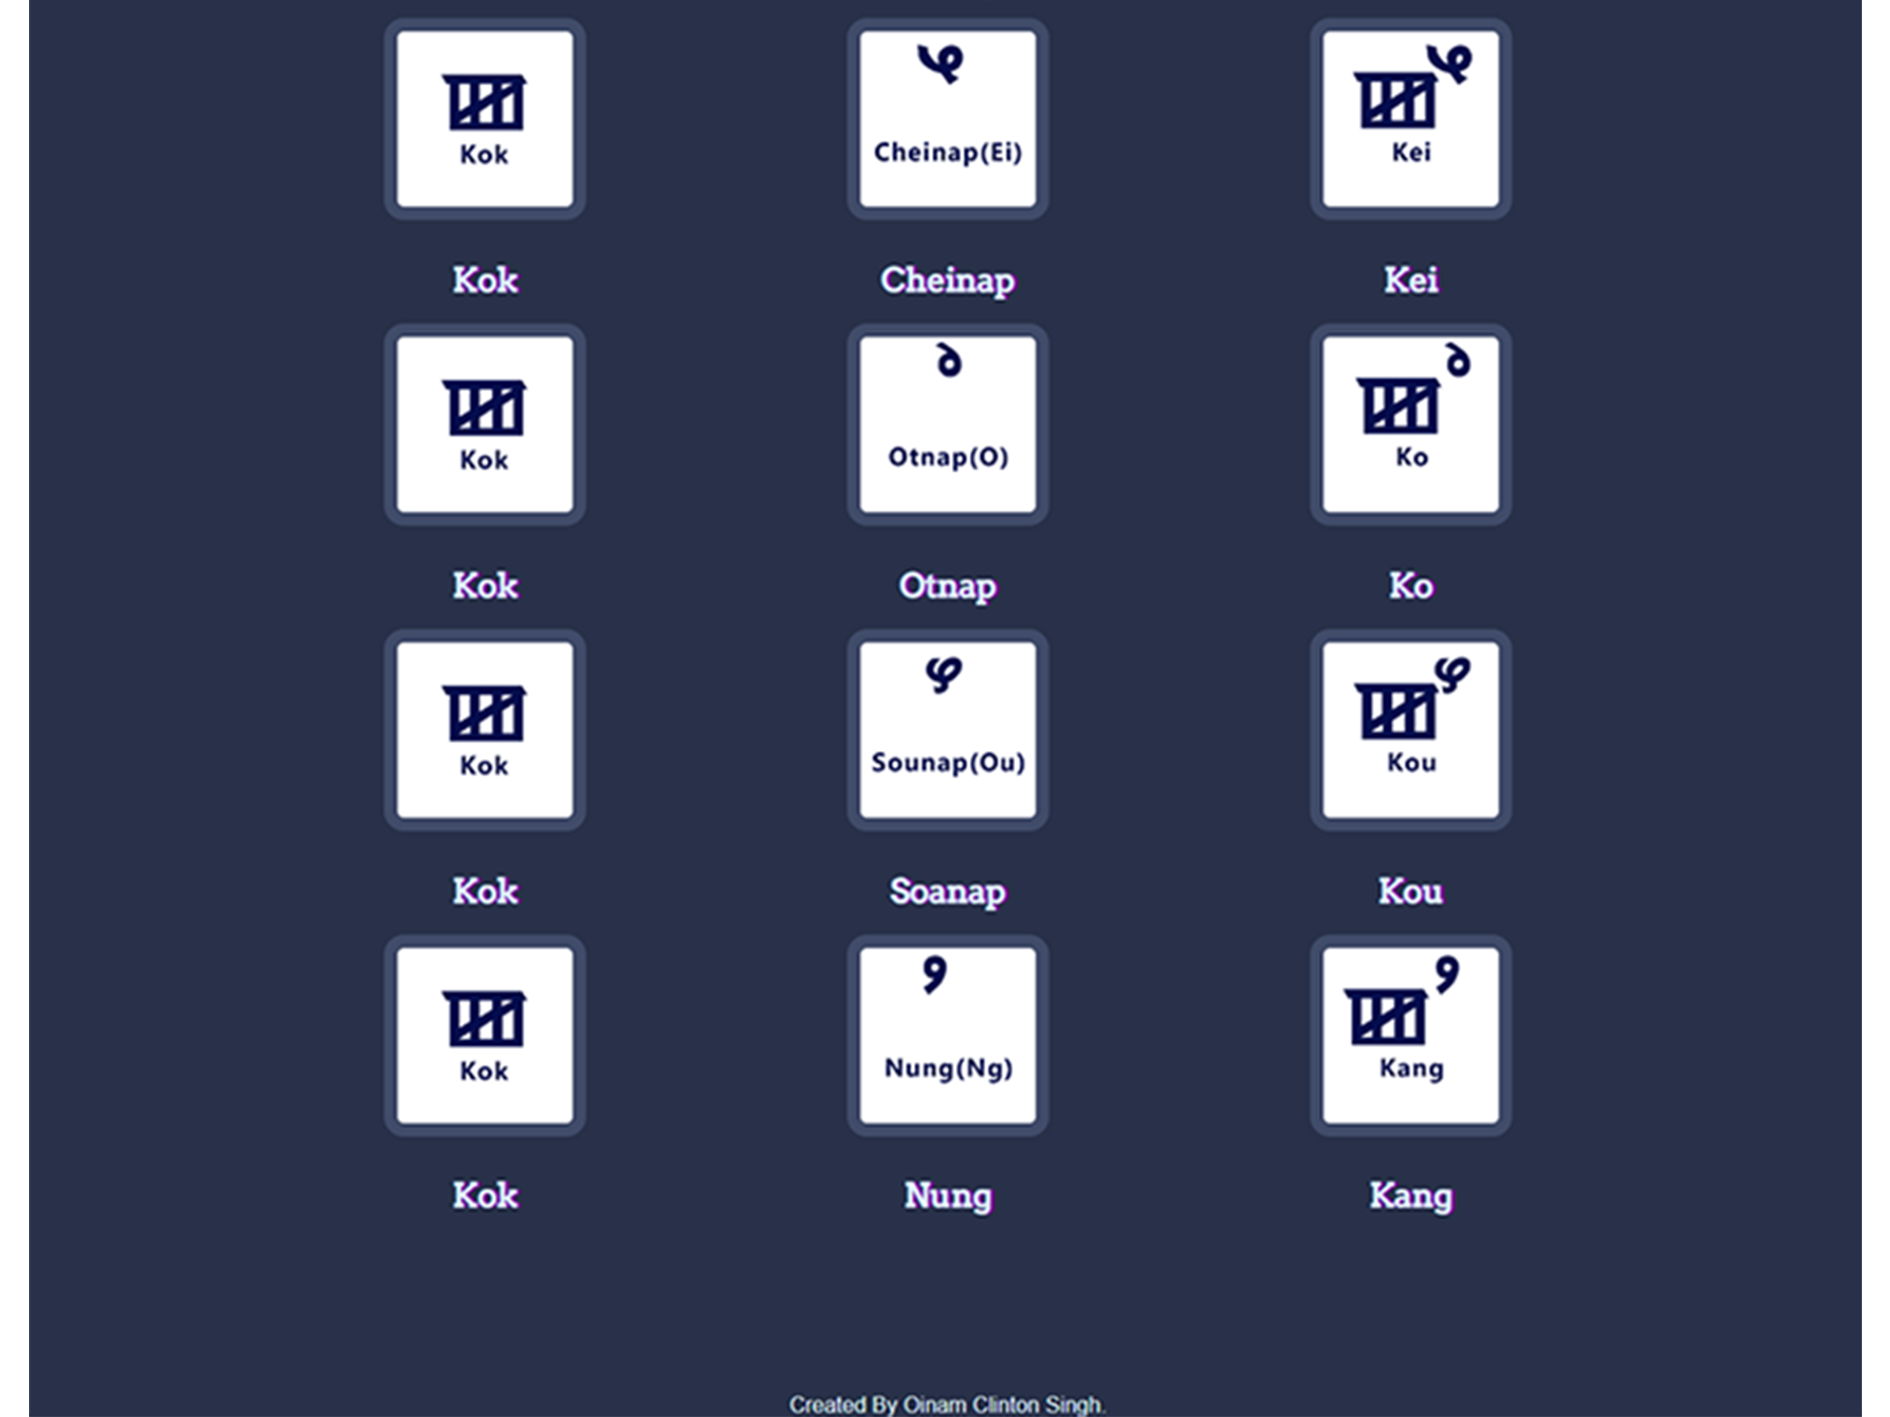 ꯀ ꯩ ꯀꯩ
Kok Cheinap(Ei) Kei
Kok Cheinap Kei
ꯀ ꯣ ꯀꯣ
Kok Otnap(O) Ko
Kok Otnap Ko
ꯀ ꯧ ꯀꯧ
Kok Sounap(Ou) Kou
Kok Soanap Kou
ꯀ ꯪ ꯀꯪ
Kok Nung(Ng) Kang
Kok Nung Kang
Created By Oinam Clinton Singh.